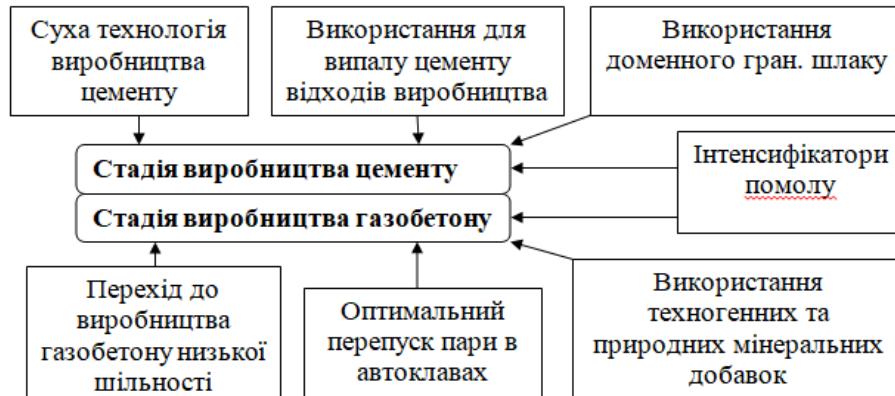 Суха технологія
виробництва
цементу
Використання для
випалу цементу
відходів виробництва
Використання
доменного гран. шлаку
Стадія виробництва цементу
Стадія виробництва газобетону
Інтенсифікатори
помолу
Перехід до
виробництва
газобетону низької
шільності
Оптимальний
перепуск пари в
автоклавах
Використання
техногенних та
природних мінеральних
добавок